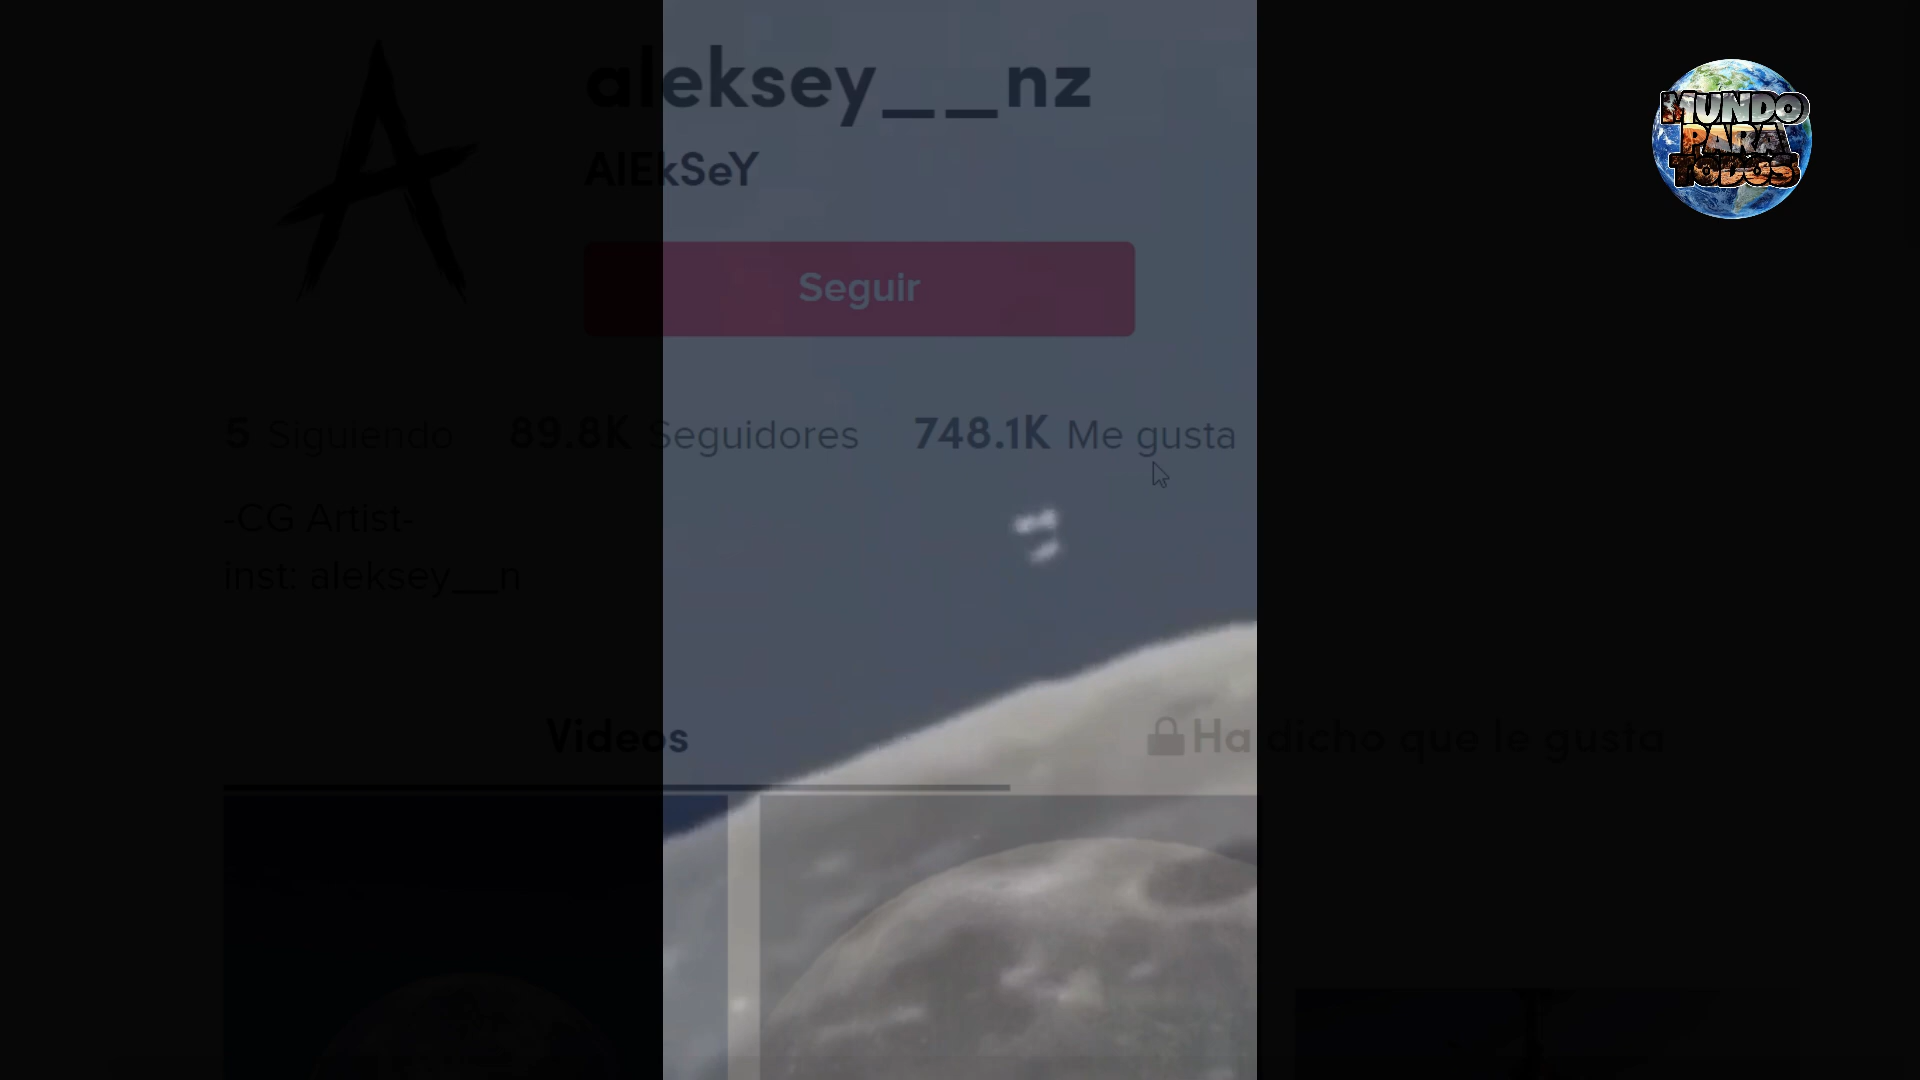 aleksey__nz
AlEkSeY
Seguir
5 Siguiendo 89.8K Seguidores 748.1K Me gusta
-CG Artist-
inst: aleksey__n
Videos
Ha dicho que le gusta
MUNDO
PARA
TODOS